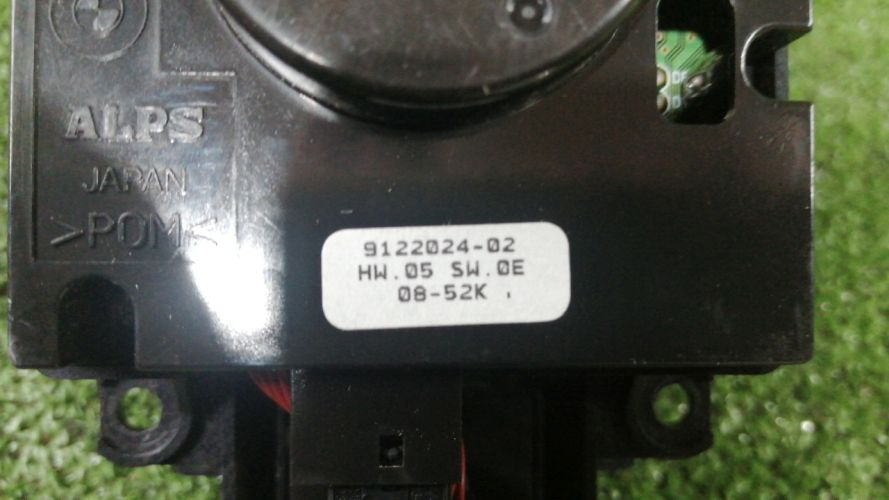 ALPS
JAPAN
>POM<
9122024-02
HW.05 SW.0E
08-52K